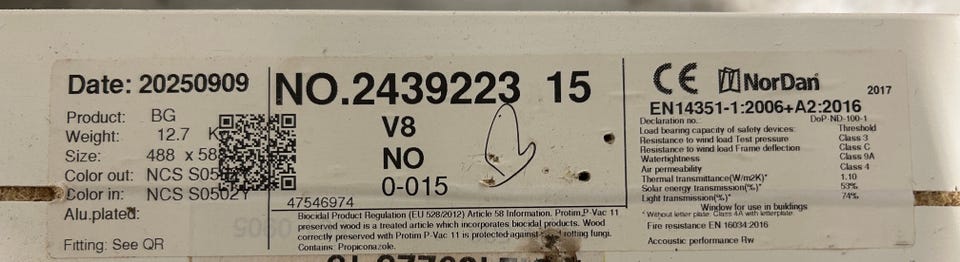 Date: 20250909
Product: BG
Weight: 12.7
Size: 488 x 58
Color out: NCS S0502Y
Color in: NCS S0502Y
Alu.plated:
Fitting: See QR
NO.2439223 15
V8
NO
0-015
47546974
Biocidal Product Regulation (EU 528/2012) Article 58 Information. Protim P-Vac 11
preserved wood is a treated article which incorporates biocidal products. Wood
correctly preserved with Protim P-Vac 11 is protected against wood rotting fungi.
Contains: Propiconazole.
CE NorDan 2017
EN14351-1:2006+A2:2016
Declaration no. DoP-ND-100-1
Load bearing capacity of safety devices: Threshold
Resistance to wind load Test pressure Class 3
Resistance to wind load Frame deflection Class C
Watertightness Class 9A
Air permeability Class 4
Thermal transmittance(W/m2K)* 1.10
Solar energy transmission(%)* 53%
Light transmission(%)* 74%
Window for use in buildings
* Without letter plate. Class 4A with letterplate.
Fire resistance EN 16034:2016
Accoustic performance Rw